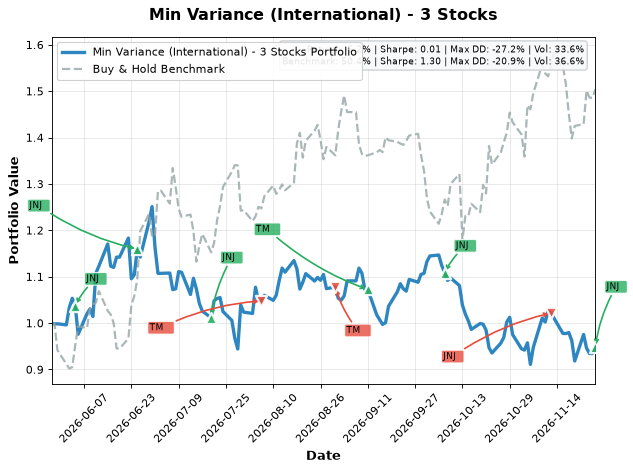 Min Variance (International) - 3 Stocks
% | Sharpe: 0.01 | Max DD: -27.2% | Vol: 33.6%
Benchmark: 50.4% | Sharpe: 1.30 | Max DD: -20.9% | Vol: 36.6%
Min Variance (International) - 3 Stocks Portfolio
Buy & Hold Benchmark
Portfolio Value
1.6
1.5
1.4
1.3
1.2
1.1
1.0
0.9
JNJ
JNJ
TM
JNJ
TM
TM
JNJ
JNJ
JNJ
2026-06-07
2026-06-23
2026-07-09
2026-07-25
2026-08-10
2026-08-26
2026-09-11
2026-09-27
2026-10-13
2026-10-29
2026-11-14
Date